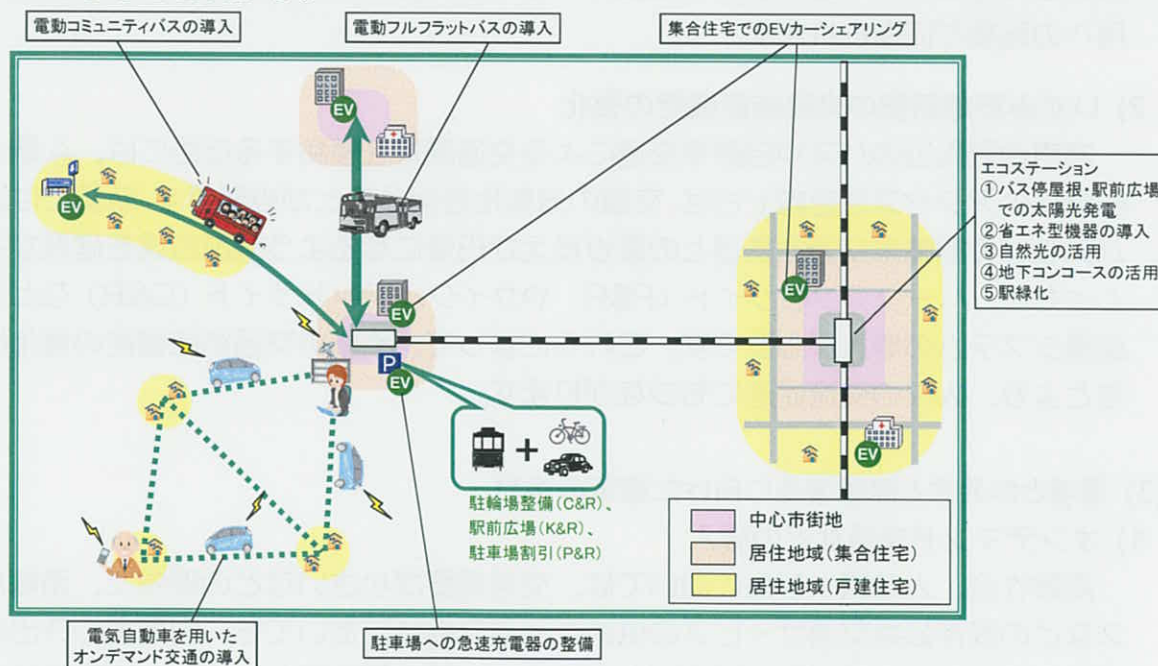 電動コミュニティバスの導入
電動フルフラットバスの導入
集合住宅でのEVカーシェアリング
エコステーション
①バス停屋根・駅前広場
での太陽光発電
②省エネ型機器の導入
③自然光の活用
④地下コンコースの活用
⑤駅緑化
EV
EV
EV
EV
P
EV
EV
駐輪場整備(C&R)、
駅前広場(K&R)、
駐車場割引(P&R)
中心市街地
居住地域(集合住宅)
居住地域(戸建住宅)
電気自動車を用いた
オンデマンド交通の導入
駐車場への急速充電器の整備